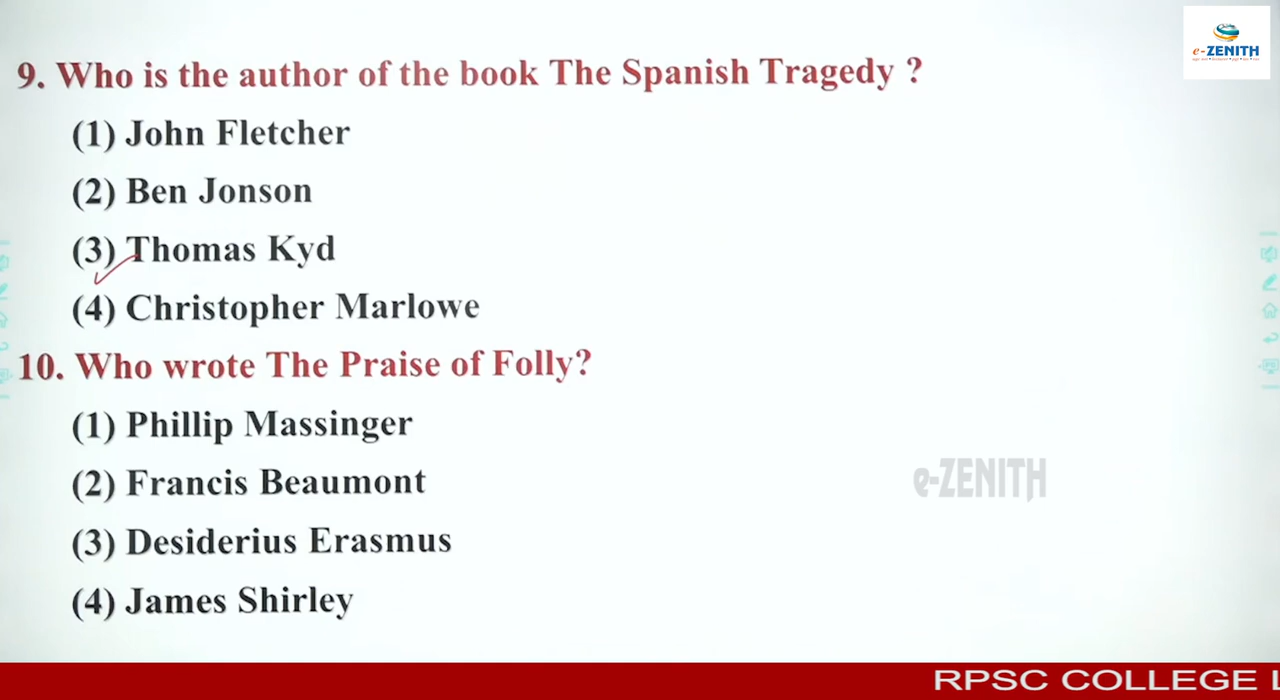 e-ZENITH
9. Who is the author of the book The Spanish Tragedy ?
(1) John Fletcher
(2) Ben Jonson
(3) Thomas Kyd
(4) Christopher Marlowe
10. Who wrote The Praise of Folly?
(1) Phillip Massinger
(2) Francis Beaumont
e-ZENITH
(3) Desiderius Erasmus
(4) James Shirley
RPSC COLLEGE